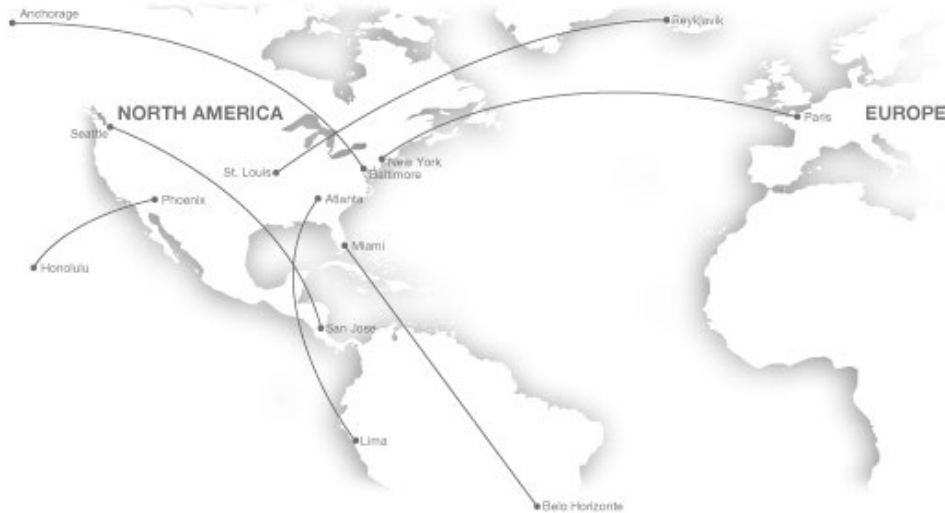 Anchorage
Reykjavik
NORTH AMERICA
EUROPE
Paris
Seattle
New York
St. Louis
Baltimore
Phoenix
Atlanta
Miami
Honolulu
San Jose
Lima
Belo Horizonte